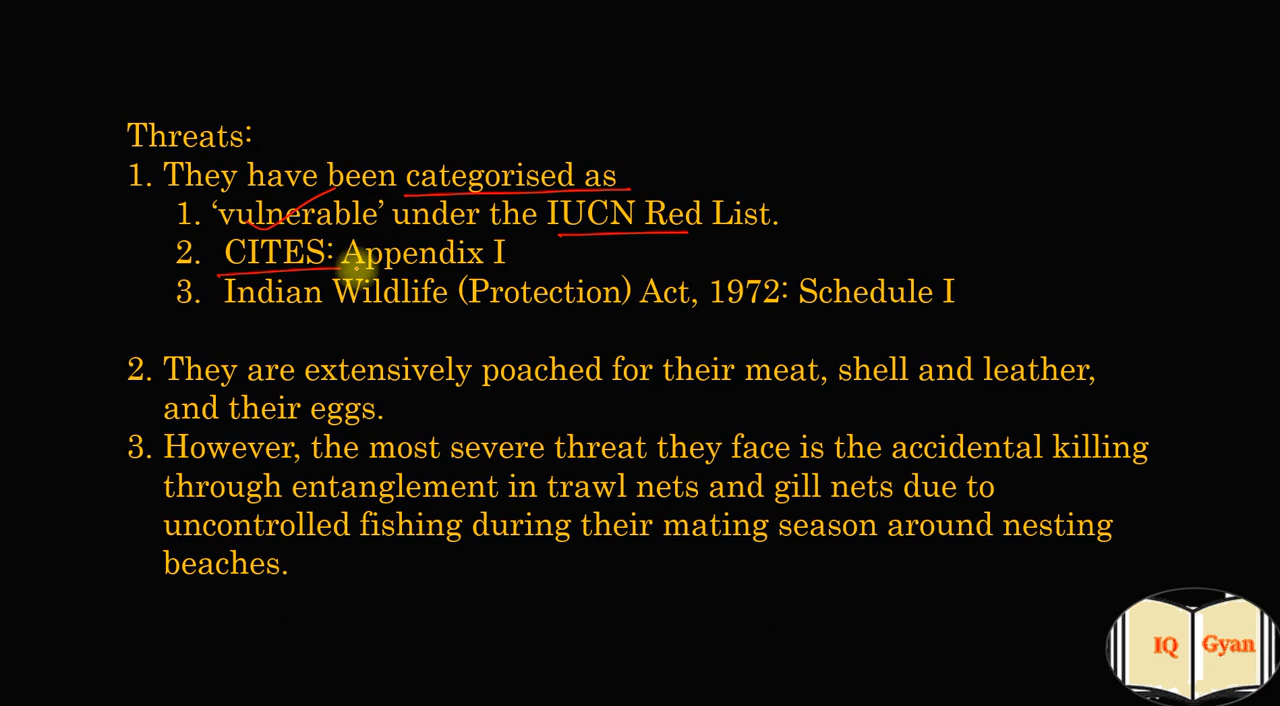 Threats:
1. They have been categorised as
1. ‘vulnerable’ under the IUCN Red List.
2. CITES: Appendix I
3. Indian Wildlife (Protection) Act, 1972: Schedule I
2. They are extensively poached for their meat, shell and leather,
and their eggs.
3. However, the most severe threat they face is the accidental killing
through entanglement in trawl nets and gill nets due to
uncontrolled fishing during their mating season around nesting
beaches.
IQ Gyan